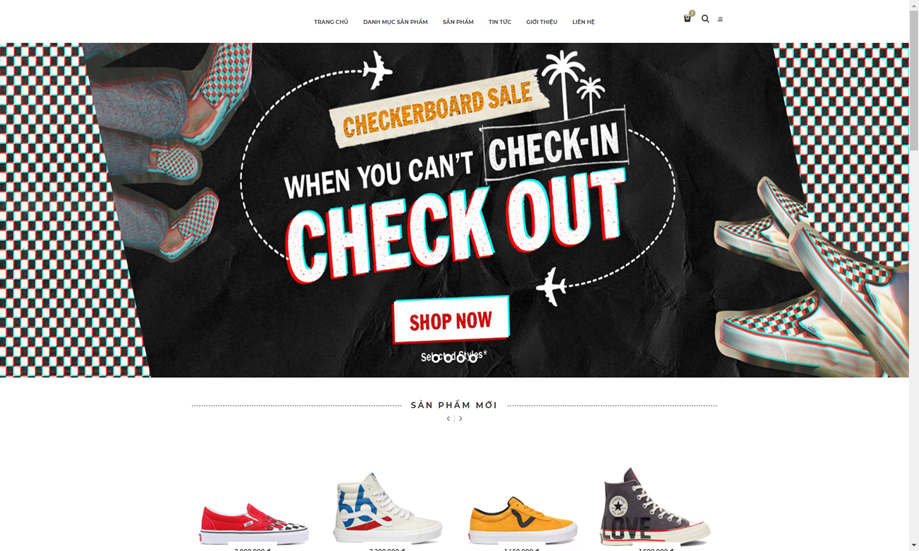 TRANG CHỦ
DANH MỤC SẢN PHẨM
SẢN PHẨM
TIN TỨC
GIỚI THIỆU
LIÊN HỆ
CHECKERBOARD SALE
WHEN YOU CAN'T CHECK-IN
CHECK OUT
SHOP NOW
Selected Styles*
SẢN PHẨM MỚI
LOVE